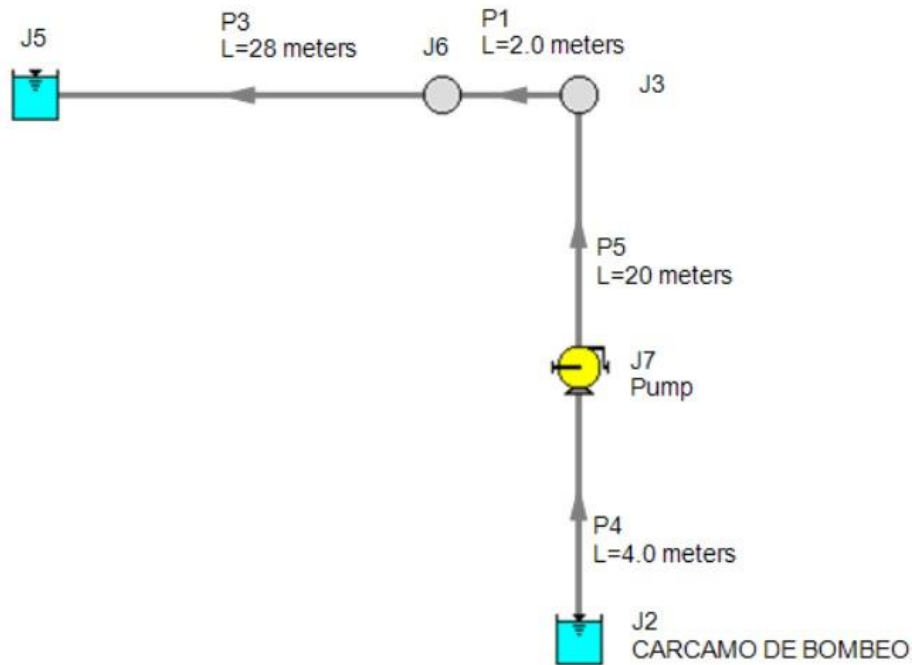 J5
P3
L=28 meters
J6
P1
L=2.0 meters
J3
P5
L=20 meters
J7
Pump
P4
L=4.0 meters
J2
CARCAMO DE BOMBEO